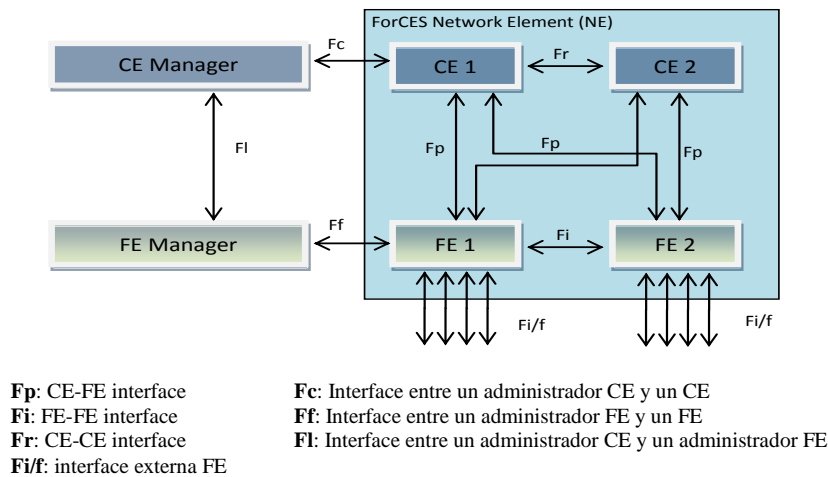 ForCES Network Element (NE)
CE Manager
Fc
CE 1
Fr
CE 2
Fl
Fp
Fp
Fp
FE Manager
Ff
FE 1
Fi
FE 2
Fi/f
Fi/f
Fp: CE-FE interface
Fi: FE-FE interface
Fr: CE-CE interface
Fi/f: interface externa FE
Fc: Interface entre un administrador CE y un CE
Ff: Interface entre un administrador FE y un FE
Fl: Interface entre un administrador CE y un administrador FE